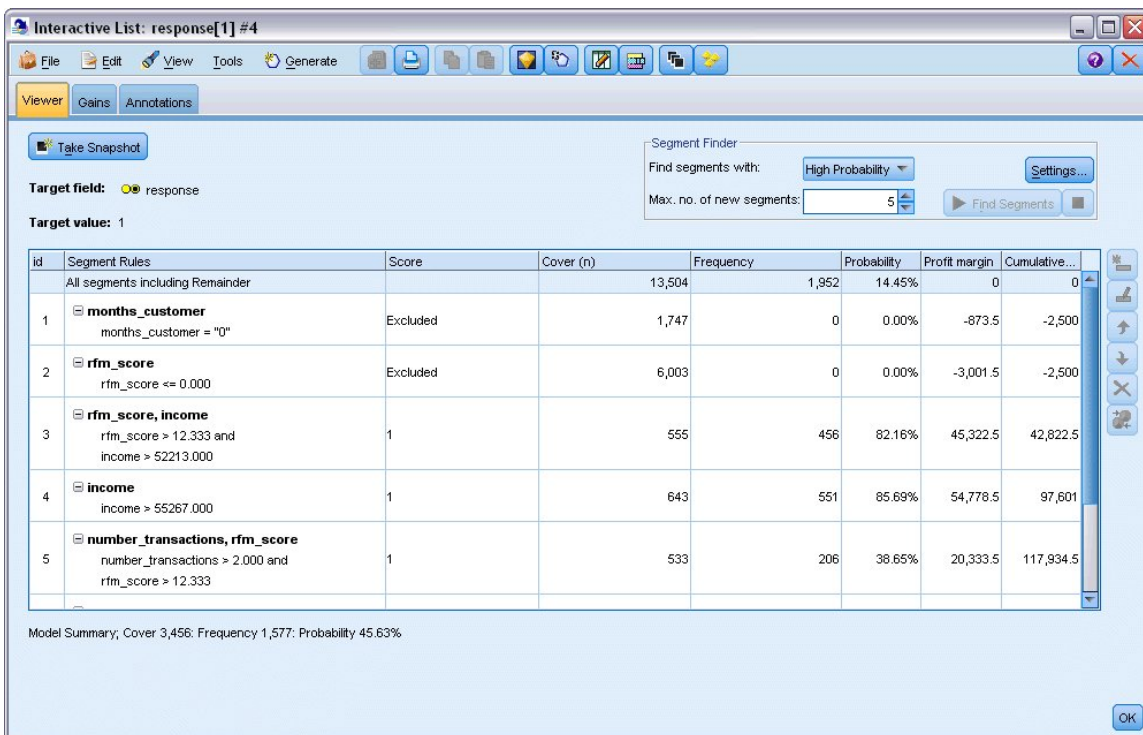 Interactive List: response[1] #4
File Edit View Tools Generate
Viewer Gains Annotations
Take Snapshot
Segment Finder
Find segments with: High Probability Settings...
Max. no. of new segments: 5 Find Segments
Target field: response
Target value: 1
id Segment Rules Score Cover (n) Frequency Probability Profit margin Cumulative...
All segments including Remainder 13,504 1,952 14.45% 0 0
months_customer
1 Excluded 1,747 0 0.00% -873.5 -2,500
months_customer = "0"
rfm_score
2 Excluded 6,003 0 0.00% -3,001.5 -2,500
rfm_score <= 0.000
rfm_score, income
3 rfm_score > 12.333 and 1 555 456 82.16% 45,322.5 42,822.5
income > 52213.000
income
4 1 643 551 85.69% 54,778.5 97,601
income > 55267.000
number_transactions, rfm_score
5 number_transactions > 2.000 and 1 533 206 38.65% 20,333.5 117,934.5
rfm_score > 12.333
Model Summary; Cover 3,456: Frequency 1,577: Probability 45.63%
OK